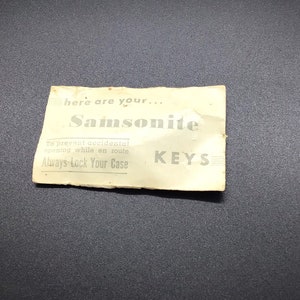 here are your...
Samsonite
To prevent accidental
opening while en route
Always Lock Your Case
KEYS